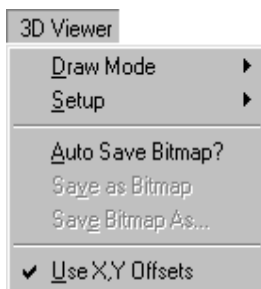 3D Viewer
Draw Mode
Setup
Auto Save Bitmap?
Save as Bitmap
Save Bitmap As...
Use X,Y Offsets